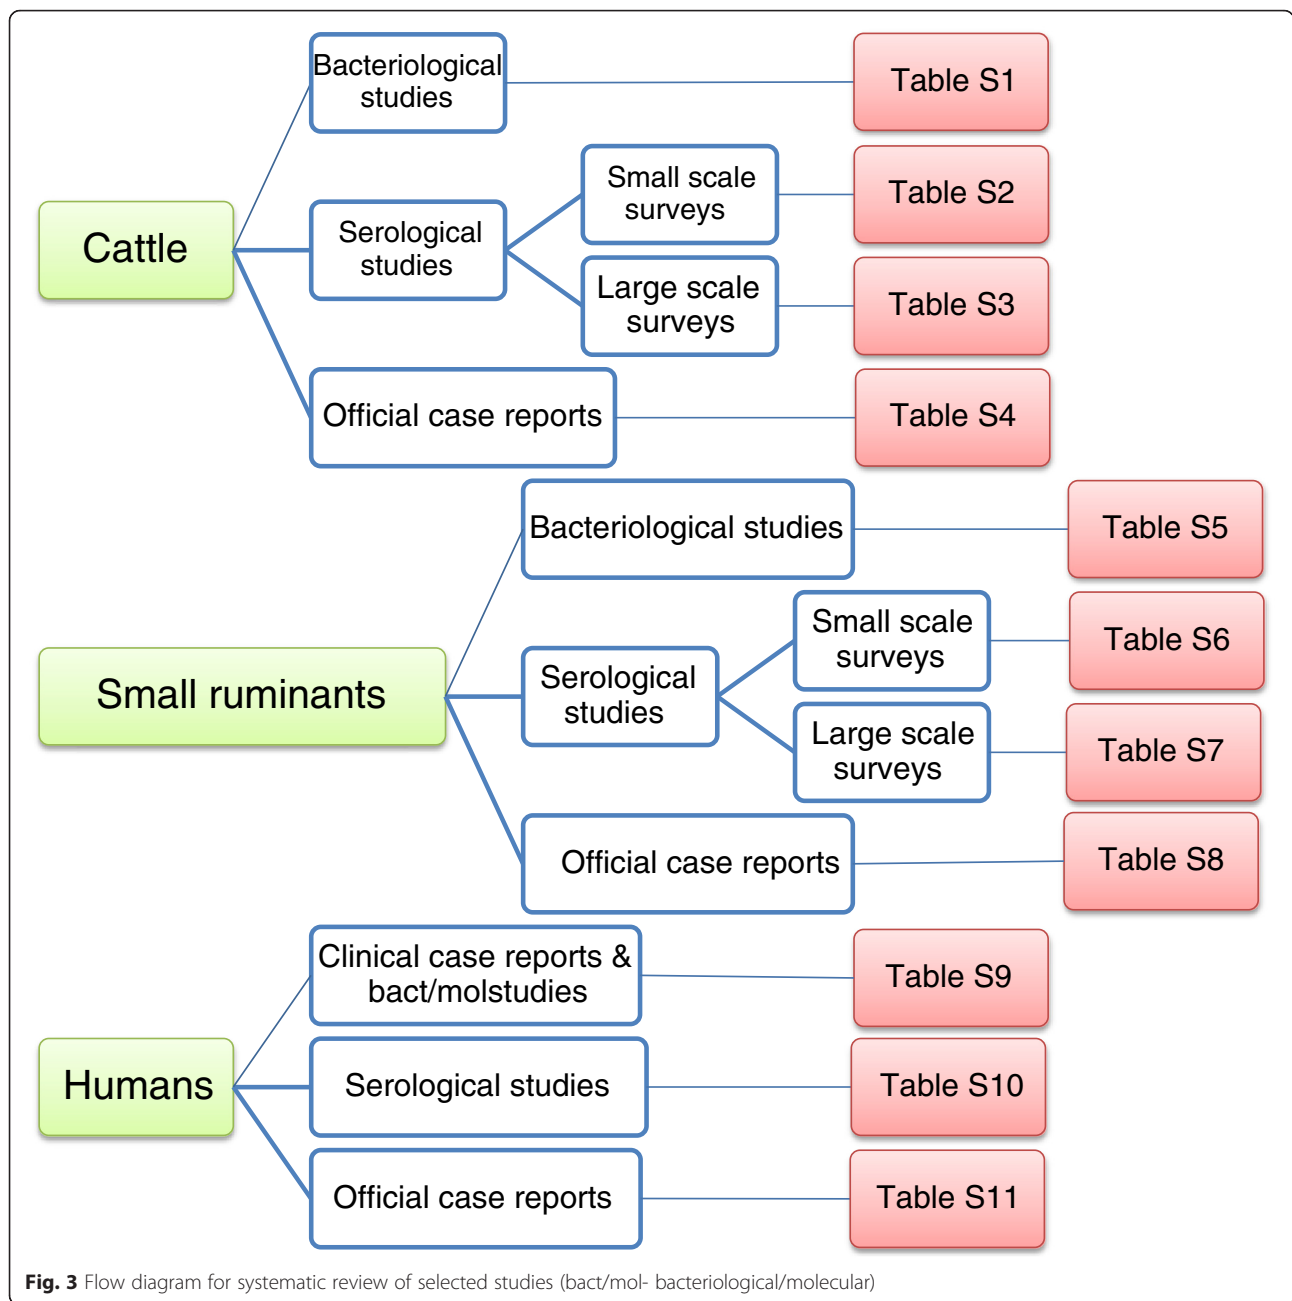 Bacteriological
studies
Table S1
Small scale
surveys
Table S2
Cattle
Serological
studies
Large scale
surveys
Table S3
Official case reports
Table S4
Bacteriological studies
Table S5
Small scale
surveys
Table S6
Small ruminants
Serological
studies
Large scale
surveys
Table S7
Official case reports
Table S8
Clinical case reports &
bact/molstudies
Table S9
Humans
Serological studies
Table S10
Official case reports
Table S11
Fig. 3 Flow diagram for systematic review of selected studies (bact/mol- bacteriological/molecular)